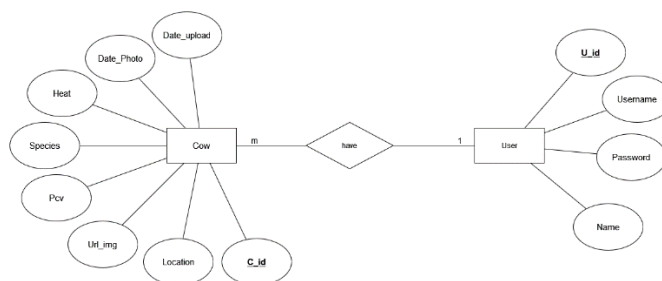 Date_upload
Date_Photo
U_id
Heat
Username
Species
Cow
m
have
1
User
Password
Pcv
Name
Url_img
Location
C_id